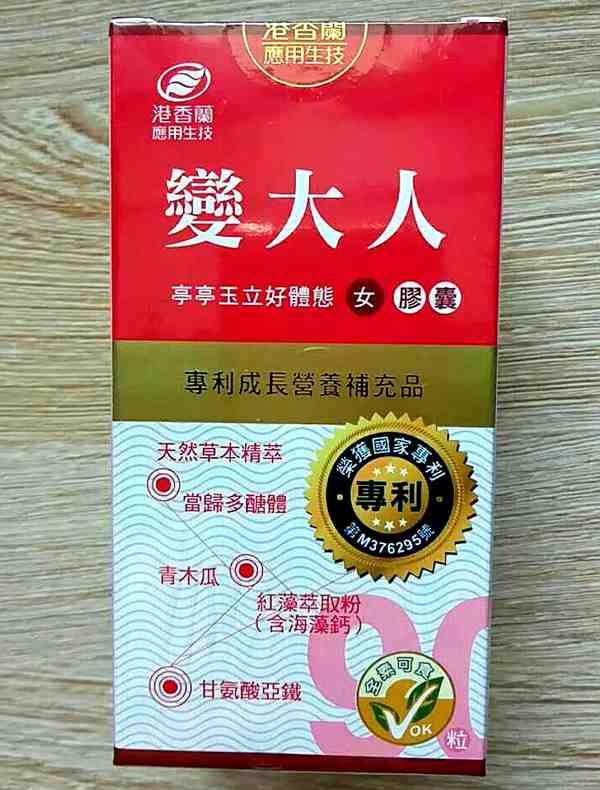 港香蘭
應用生技
港香蘭
應用生技
變大人
亭亭玉立好體態 女 膠囊
專利成長營養補充品
天然草本精萃
當歸多醣體
青木瓜
紅藻萃取粉
(含海藻鈣)
甘氨酸亞鐵
榮獲國家專利
專利
第M376295號
90
全素可食
OK
粒